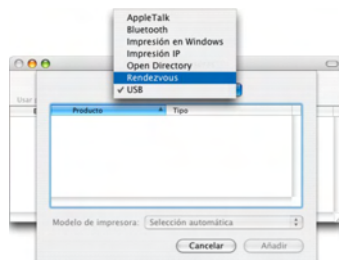 AppleTalk
Bluetooth
Impresión en Windows
Impresión IP
Open Directory
Rendezvous
✓ USB
Usar
Producto Tipo
Modelo de impresora: Selección automática
Cancelar Añadir